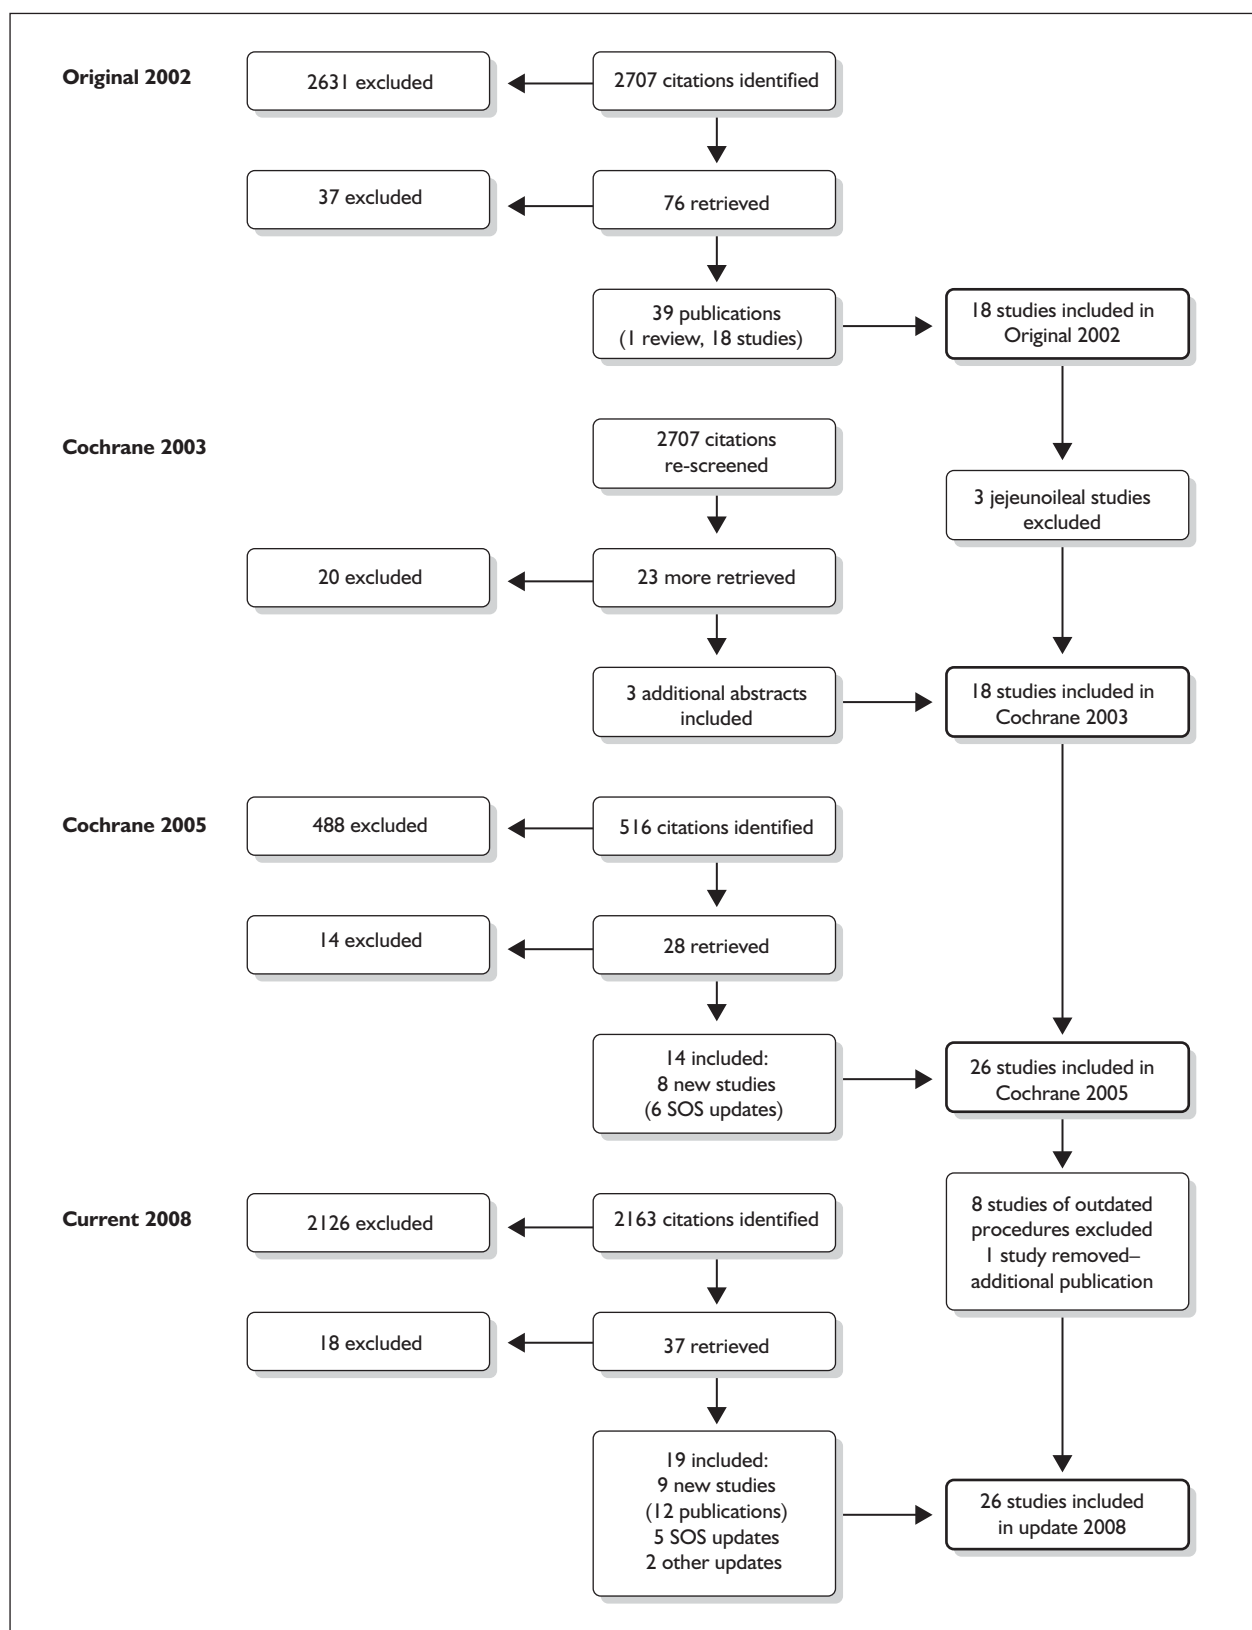 Original 2002
2631 excluded
2707 citations identified
37 excluded
76 retrieved
39 publications
(1 review, 18 studies)
18 studies included in
Original 2002
Cochrane 2003
2707 citations
re-screened
3 jejeunoileal studies
excluded
20 excluded
23 more retrieved
3 additional abstracts
included
18 studies included in
Cochrane 2003
Cochrane 2005
488 excluded
516 citations identified
14 excluded
28 retrieved
14 included:
8 new studies
(6 SOS updates)
26 studies included in
Cochrane 2005
Current 2008
2126 excluded
2163 citations identified
8 studies of outdated
procedures excluded
1 study removed–
additional publication
18 excluded
37 retrieved
19 included:
9 new studies
(12 publications)
5 SOS updates
2 other updates
26 studies included
in update 2008